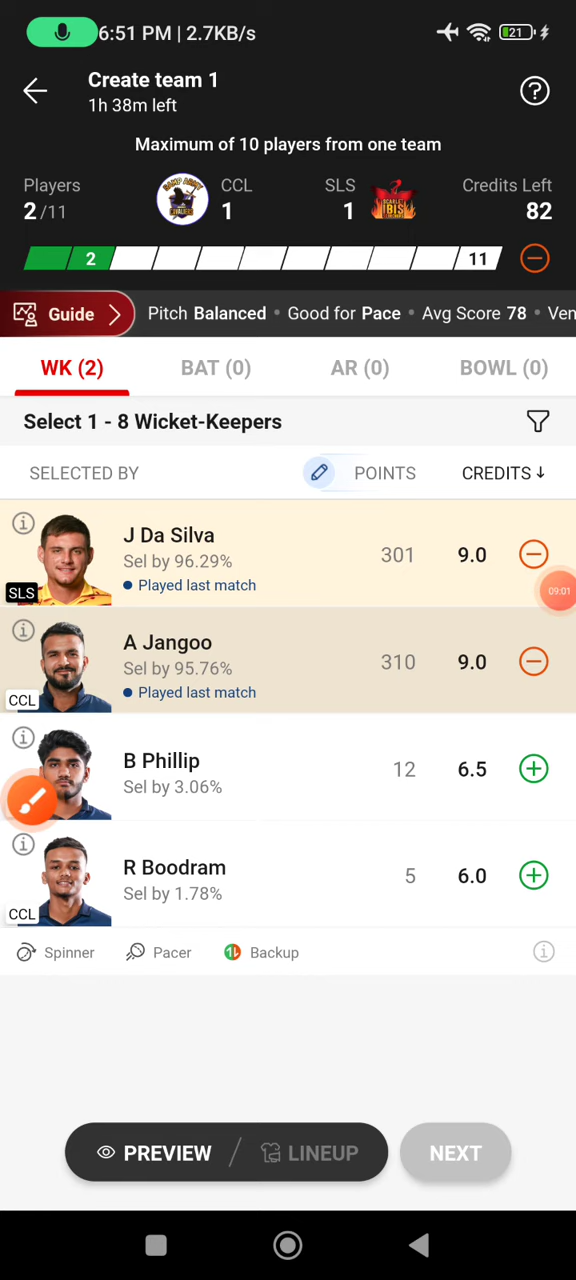 6:51 PM | 2.7KB/s
21
Create team 1
1h 38m left
Maximum of 10 players from one team
Players
2/11
CCL
1
SLS
1
Credits Left
82
2
11
Guide
Pitch Balanced • Good for Pace • Avg Score 78 • Ven
WK (2)
BAT (0)
AR (0)
BOWL (0)
Select 1 - 8 Wicket-Keepers
SELECTED BY
POINTS
CREDITS ↓
J Da Silva
Sel by 96.29%
Played last match
SLS
301
9.0
09:01
A Jangoo
Sel by 95.76%
Played last match
CCL
310
9.0
B Phillip
Sel by 3.06%
12
6.5
R Boodram
Sel by 1.78%
CCL
5
6.0
Spinner
Pacer
Backup
PREVIEW / LINEUP
NEXT